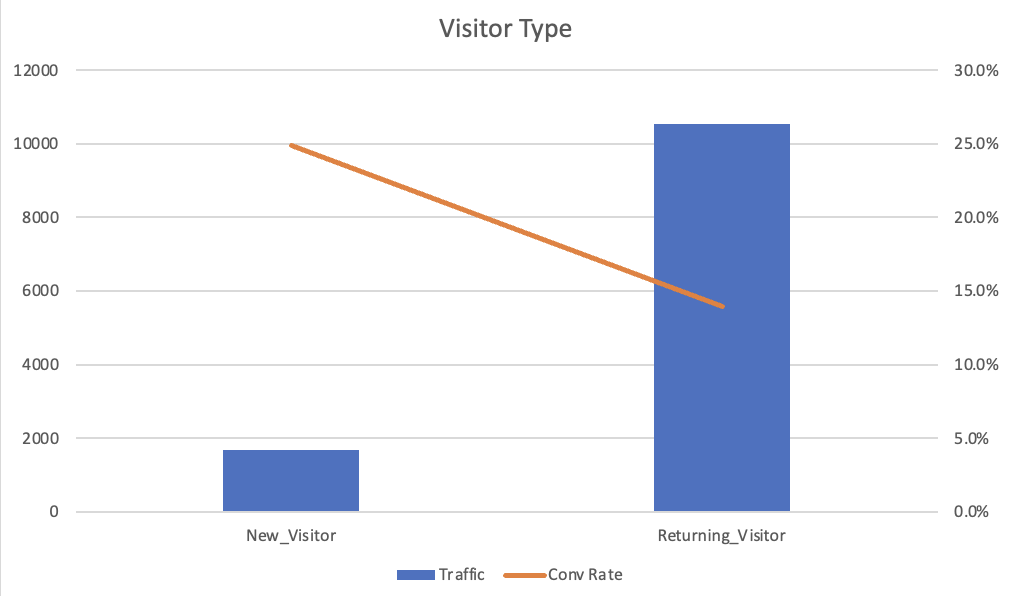 Visitor Type
12000 30.0%
10000 25.0%
8000 20.0%
6000 15.0%
4000 10.0%
2000 5.0%
0 0.0%
New_Visitor Returning_Visitor
Traffic Conv Rate